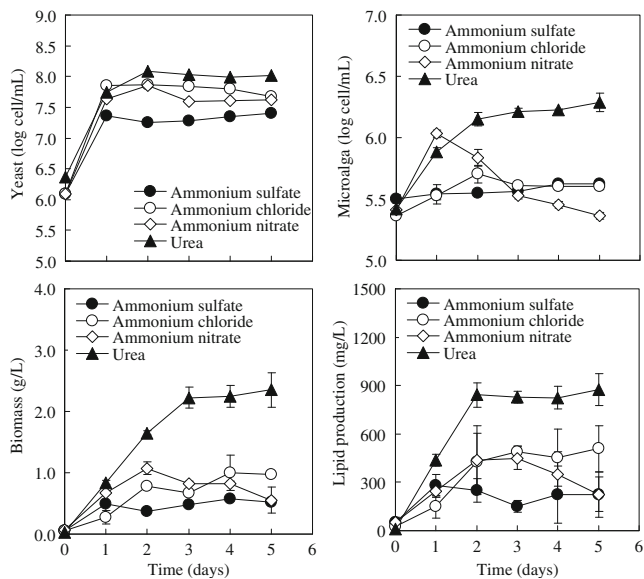 Yeast (log cell/mL)
9.0
8.5
8.0
7.5
7.0
6.5
6.0
5.5
5.0
Ammonium sulfate
Ammonium chloride
Ammonium nitrate
Urea
Microalga (log cell/mL)
7.0
6.5
6.0
5.5
5.0
Ammonium sulfate
Ammonium chloride
Ammonium nitrate
Urea
Biomass (g/L)
4.0
3.0
2.0
1.0
0.0
Ammonium sulfate
Ammonium chloride
Ammonium nitrate
Urea
0 1 2 3 4 5 6
Time (days)
Lipid production (mg/L)
1500
1200
900
600
300
0
Ammonium sulfate
Ammonium chloride
Ammonium nitrate
Urea
0 1 2 3 4 5 6
Time (days)